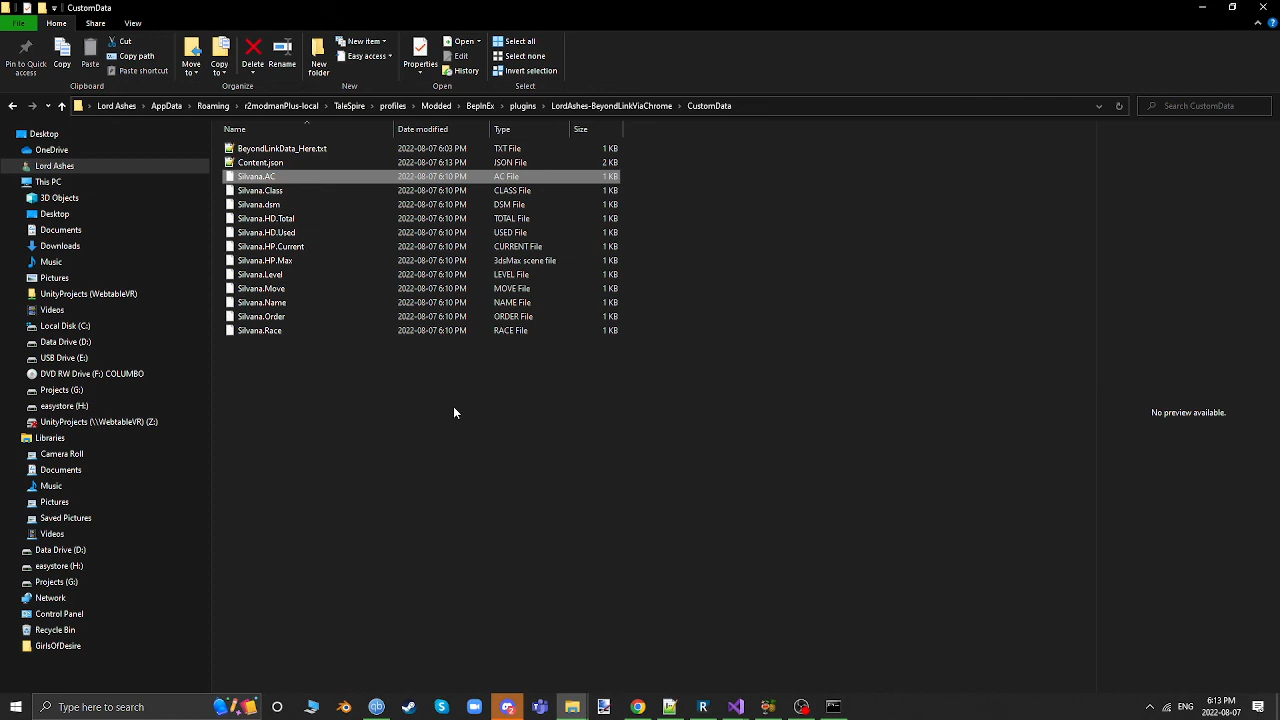 CustomData
File Home Share View
Pin to Quick access
Copy
Paste
Cut
Copy path
Paste shortcut
Clipboard
Move to
Copy to
Delete
Rename
Organize
New folder
New item
Easy access
New
Properties
Open
Edit
History
Open
Select all
Select none
Invert selection
Select
Lord Ashes AppData Roaming r2modmanPlus-local TaleSpire profiles Modded BepInEx plugins LordAshes-BeyondLinkViaChrome CustomData
Search CustomData
Desktop
OneDrive
Lord Ashes
This PC
3D Objects
Desktop
Documents
Downloads
Music
Pictures
UnityProjects (WebtableVR)
Videos
Local Disk (C:)
Data Drive (D:)
USB Drive (E:)
DVD RW Drive (F:) COLUMBO
Projects (G:)
easystore (H:)
UnityProjects (\\WebtableVR) (Z:)
Libraries
Camera Roll
Documents
Music
Pictures
Saved Pictures
Videos
Data Drive (D:)
easystore (H:)
Projects (G:)
Network
Control Panel
Recycle Bin
GirlsOfDesire
Name Date modified Type Size
BeyondLinkData_Here.txt 2022-08-07 6:03 PM TXT File 1 KB
Content.json 2022-08-07 6:13 PM JSON File 2 KB
Silvana.AC 2022-08-07 6:10 PM AC File 1 KB
Silvana.Class 2022-08-07 6:10 PM CLASS File 1 KB
Silvana.dsm 2022-08-07 6:10 PM DSM File 1 KB
Silvana.HD.Total 2022-08-07 6:10 PM TOTAL File 1 KB
Silvana.HD.Used 2022-08-07 6:10 PM USED File 1 KB
Silvana.HP.Current 2022-08-07 6:10 PM CURRENT File 1 KB
Silvana.HP.Max 2022-08-07 6:10 PM 3dsMax scene file 1 KB
Silvana.Level 2022-08-07 6:10 PM LEVEL File 1 KB
Silvana.Move 2022-08-07 6:10 PM MOVE File 1 KB
Silvana.Name 2022-08-07 6:10 PM NAME File 1 KB
Silvana.Order 2022-08-07 6:10 PM ORDER File 1 KB
Silvana.Race 2022-08-07 6:10 PM RACE File 1 KB
No preview available.
Type here to search
ENG
6:13 PM
2022-08-07